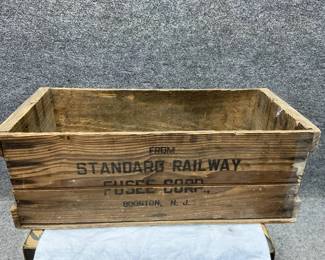 FROM
STANDARD RAILWAY
FUSEE CORP.,
BOONTON, N. J.